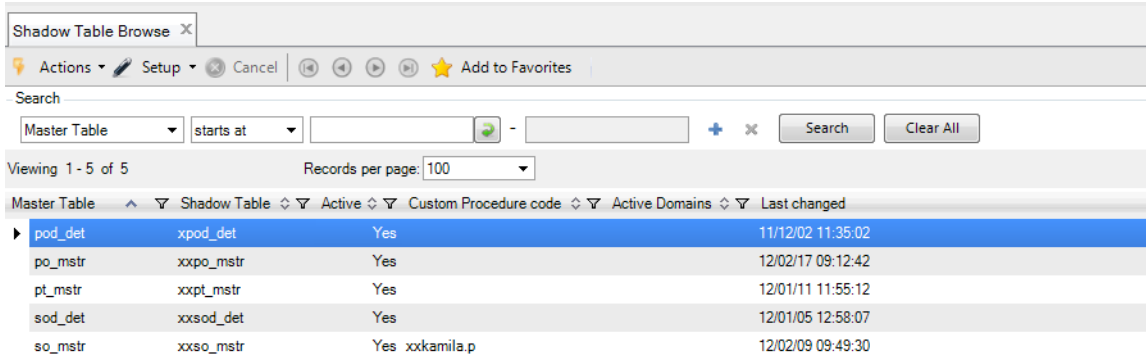 Shadow Table Browse
Actions Setup Cancel Add to Favorites
Search
Master Table starts at - Search Clear All
Viewing 1 - 5 of 5 Records per page: 100
Master Table Shadow Table Active Custom Procedure code Active Domains Last changed
pod_det xpod_det Yes 11/12/02 11:35:02
po_mstr xxpo_mstr Yes 12/02/17 09:12:42
pt_mstr xxpt_mstr Yes 12/01/11 11:55:12
sod_det xxsod_det Yes 12/01/05 12:58:07
so_mstr xxso_mstr Yes xxkamila.p 12/02/09 09:49:30